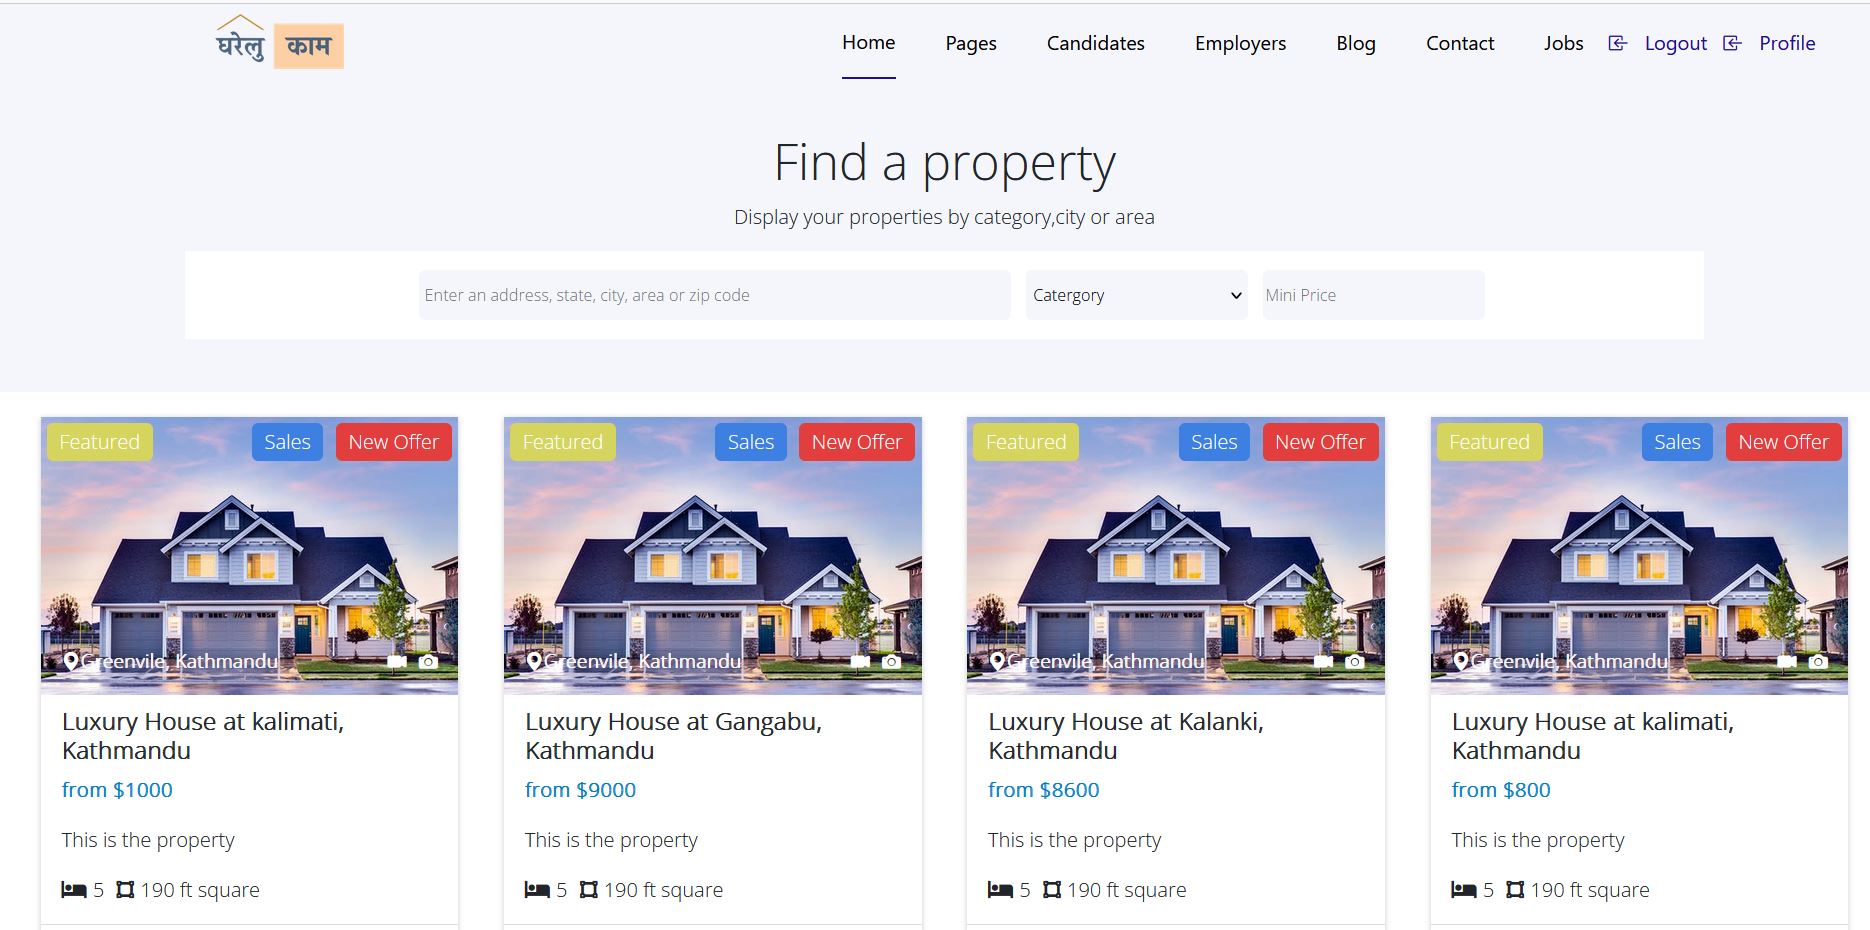 घरेलु काम
Home Pages Candidates Employers Blog Contact Jobs Logout Profile
Find a property
Display your properties by category,city or area
Enter an address, state, city, area or zip code
Catergory
Mini Price
Featured Sales New Offer
Greenvile, Kathmandu
Luxury House at kalimati,
Kathmandu
from $1000
This is the property
5 190 ft square
Featured Sales New Offer
Greenvile, Kathmandu
Luxury House at Gangabu,
Kathmandu
from $9000
This is the property
5 190 ft square
Featured Sales New Offer
Greenvile, Kathmandu
Luxury House at Kalanki,
Kathmandu
from $8600
This is the property
5 190 ft square
Featured Sales New Offer
Greenvile, Kathmandu
Luxury House at kalimati,
Kathmandu
from $800
This is the property
5 190 ft square